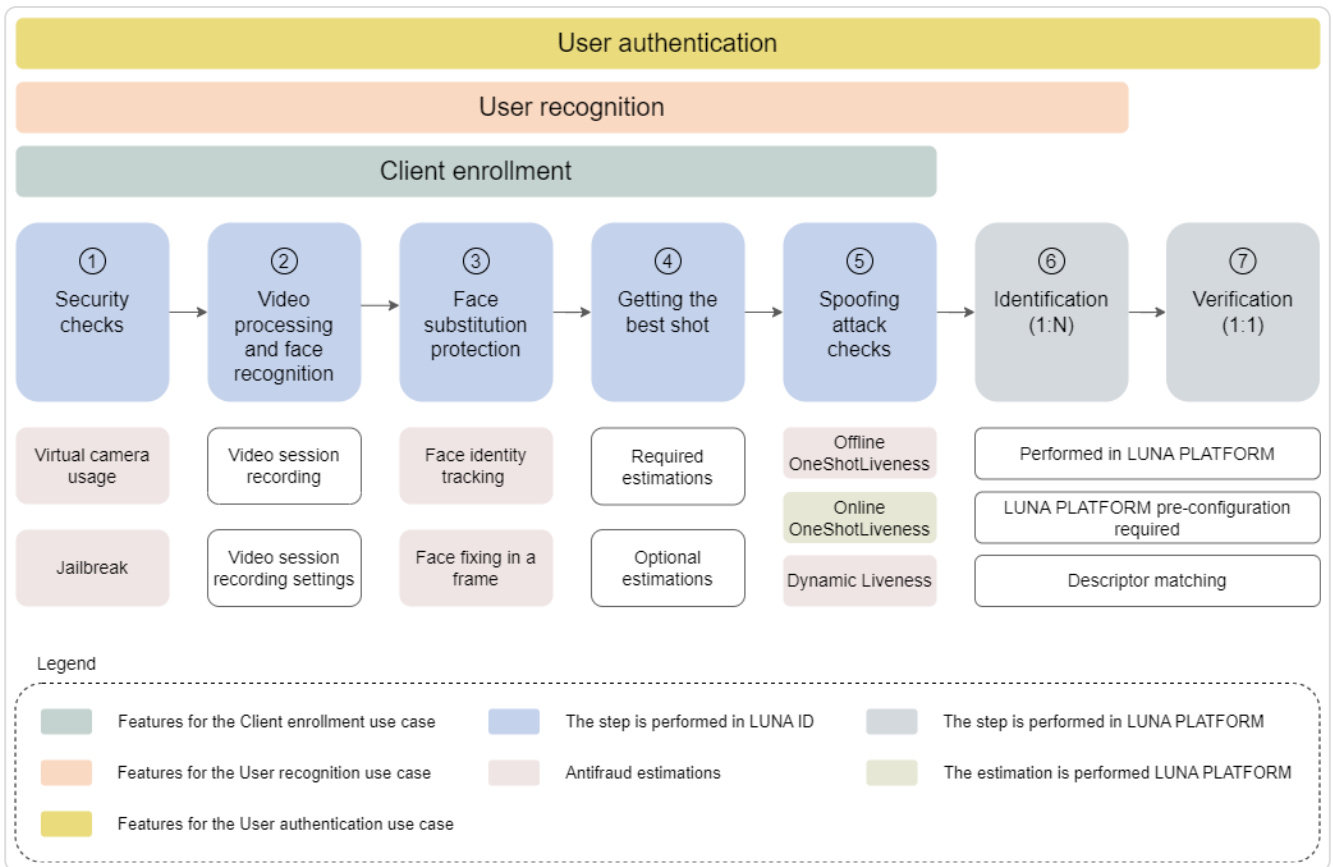 User authentication
User recognition
Client enrollment
1
Security
checks
2
Video
processing
and face
recognition
3
Face
substitution
protection
4
Getting the
best shot
5
Spoofing
attack
checks
6
Identification
(1:N)
7
Verification
(1:1)
Virtual camera
usage
Jailbreak
Video session
recording
Video session
recording settings
Face identity
tracking
Face fixing in a
frame
Required
estimations
Optional
estimations
Offline
OneShotLiveness
Online
OneShotLiveness
Dynamic Liveness
Performed in LUNA PLATFORM
LUNA PLATFORM pre-configuration
required
Descriptor matching
Legend
Features for the Client enrollment use case
Features for the User recognition use case
Features for the User authentication use case
The step is performed in LUNA ID
Antifraud estimations
The step is performed in LUNA PLATFORM
The estimation is performed LUNA PLATFORM